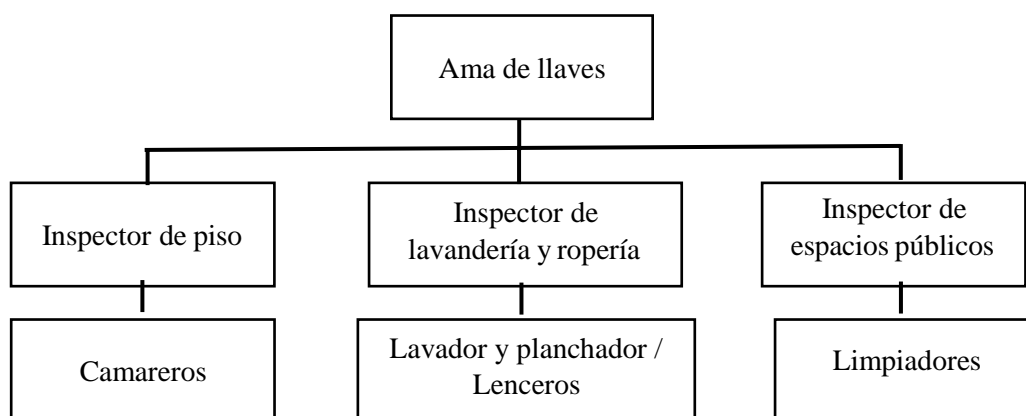 Ama de llaves
Inspector de piso
Inspector de
lavandería y ropería
Inspector de
espacios públicos
Camareros
Lavador y planchador /
Lenceros
Limpiadores